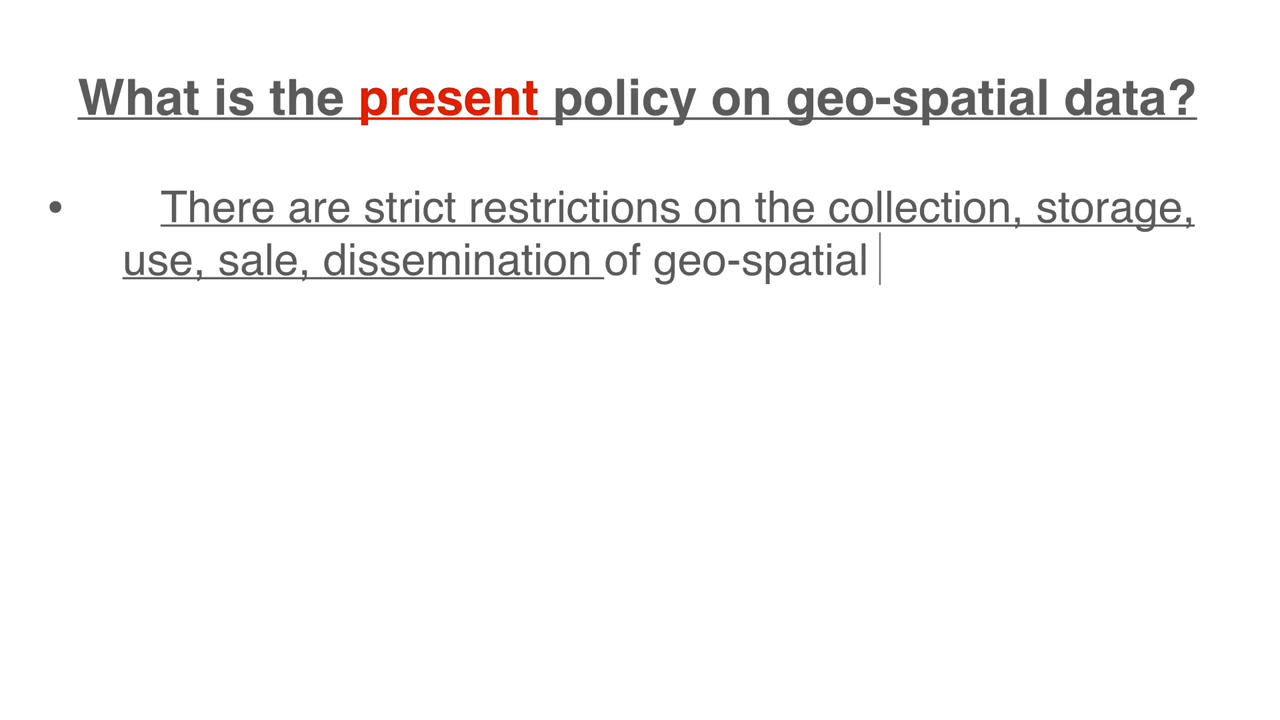 What is the present policy on geo-spatial data?
• There are strict restrictions on the collection, storage,
use, sale, dissemination of geo-spatial